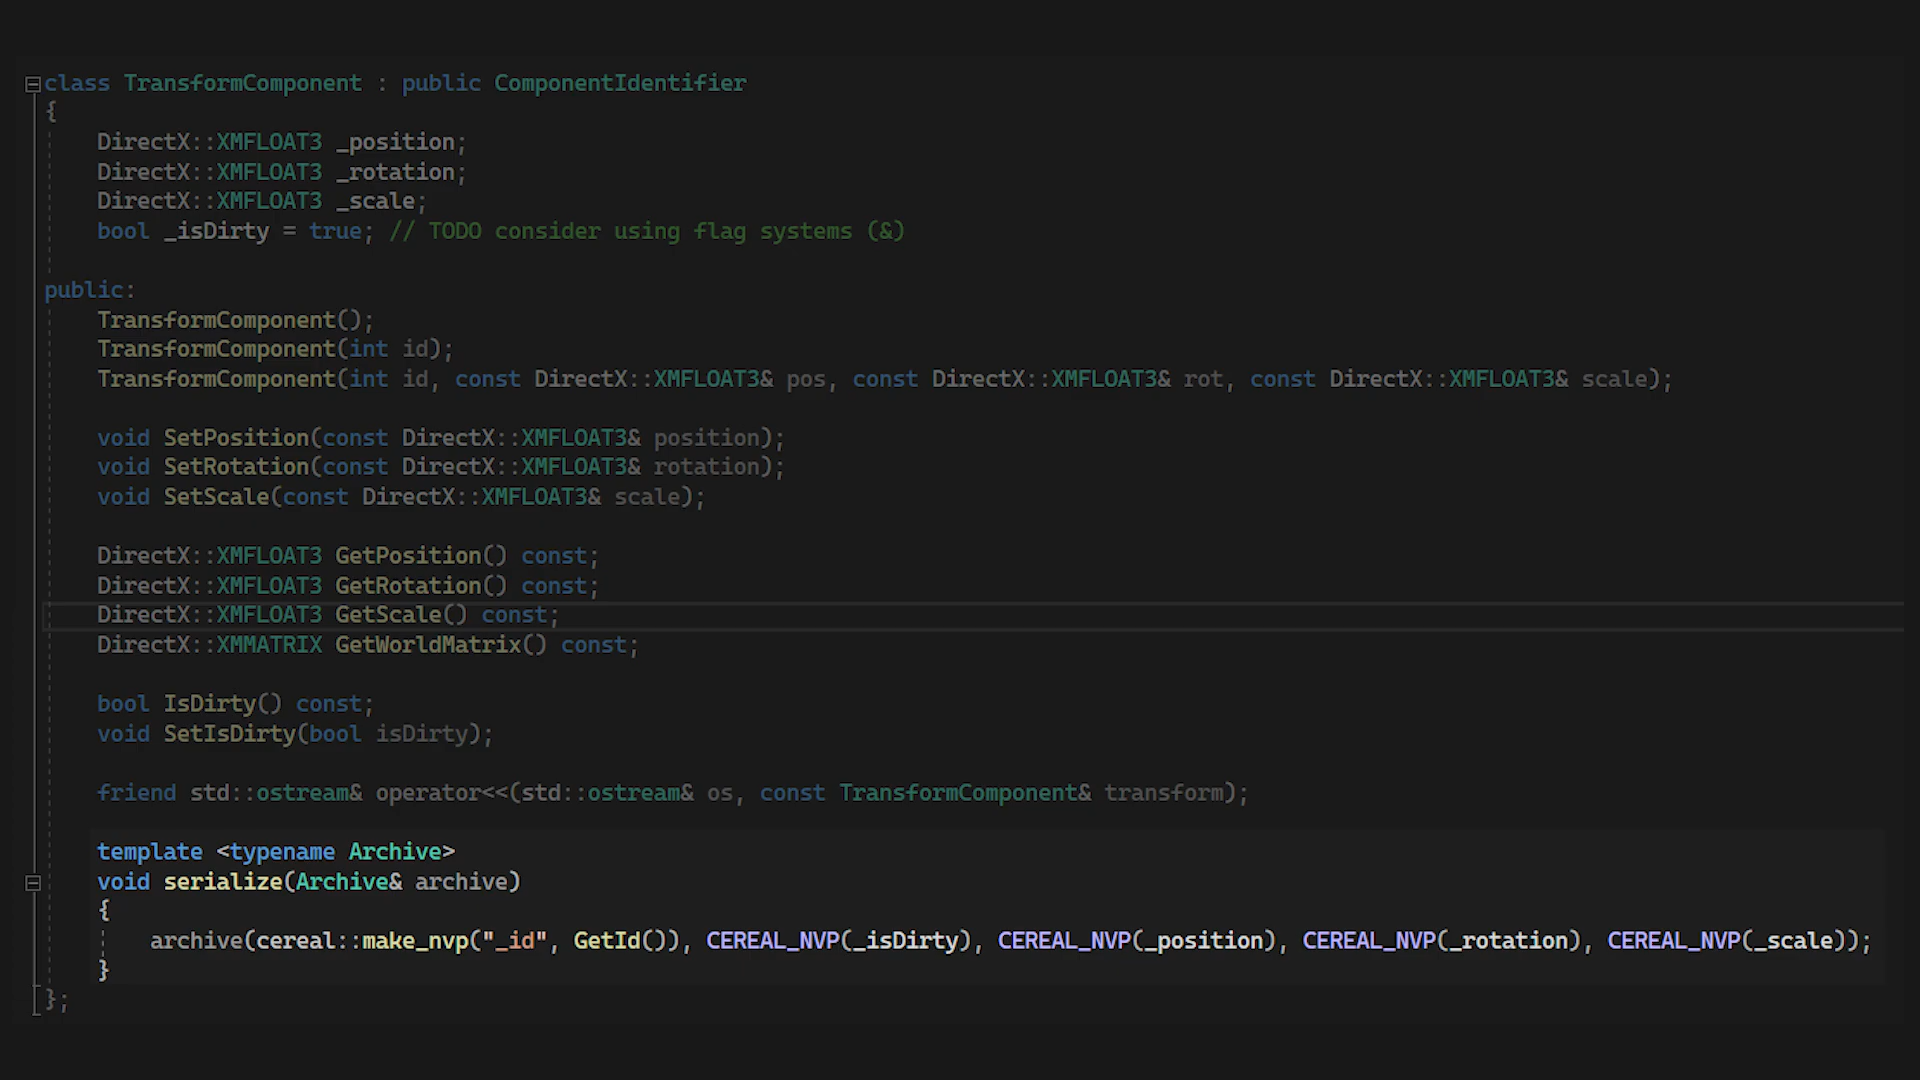 class TransformComponent : public ComponentIdentifier
{
DirectX::XMFLOAT3 _position;
DirectX::XMFLOAT3 _rotation;
DirectX::XMFLOAT3 _scale;
bool _isDirty = true; // TODO consider using flag systems (&)
public:
TransformComponent();
TransformComponent(int id);
TransformComponent(int id, const DirectX::XMFLOAT3& pos, const DirectX::XMFLOAT3& rot, const DirectX::XMFLOAT3& scale);
void SetPosition(const DirectX::XMFLOAT3& position);
void SetRotation(const DirectX::XMFLOAT3& rotation);
void SetScale(const DirectX::XMFLOAT3& scale);
DirectX::XMFLOAT3 GetPosition() const;
DirectX::XMFLOAT3 GetRotation() const;
DirectX::XMFLOAT3 GetScale() const;
DirectX::XMMATRIX GetWorldMatrix() const;
bool IsDirty() const;
void SetIsDirty(bool isDirty);
friend std::ostream& operator<<(std::ostream& os, const TransformComponent& transform);
template <typename Archive>
void serialize(Archive& archive)
{
archive(cereal::make_nvp("_id", GetId()), CEREAL_NVP(_isDirty), CEREAL_NVP(_position), CEREAL_NVP(_rotation), CEREAL_NVP(_scale));
}
};